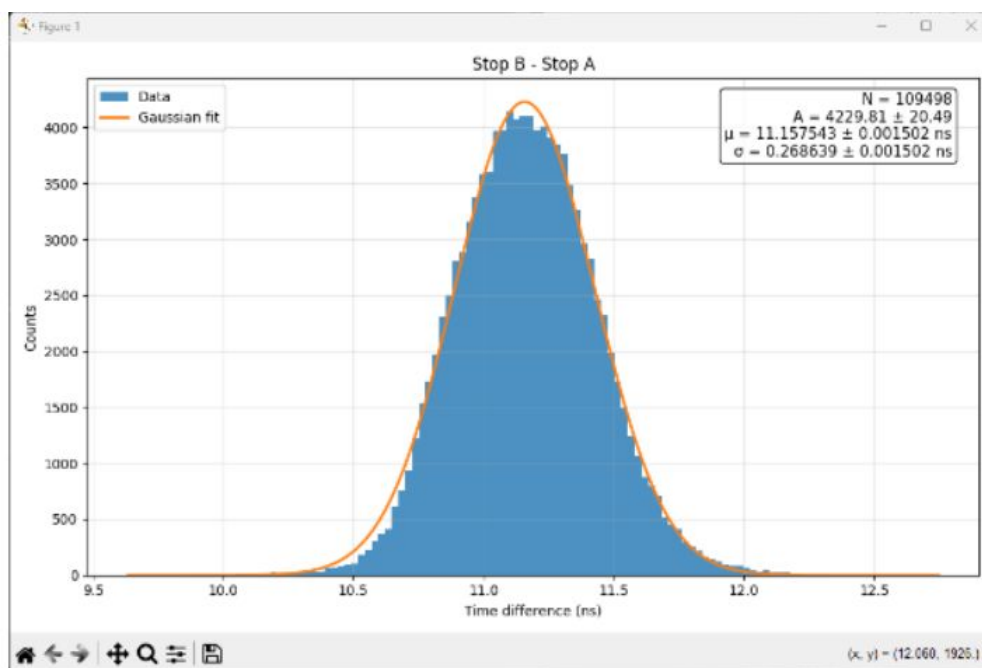 Figure 1
Stop B - Stop A
Data
Gaussian fit
N = 109498
A = 4229.81 ± 20.49
μ = 11.157543 ± 0.001502 ns
σ = 0.268639 ± 0.001502 ns
4000
3500
3000
2500
2000
1500
1000
500
0
Counts
9.5 10.0 10.5 11.0 11.5 12.0 12.5
Time difference (ns)
(x, y) = (12.060, 1926.)